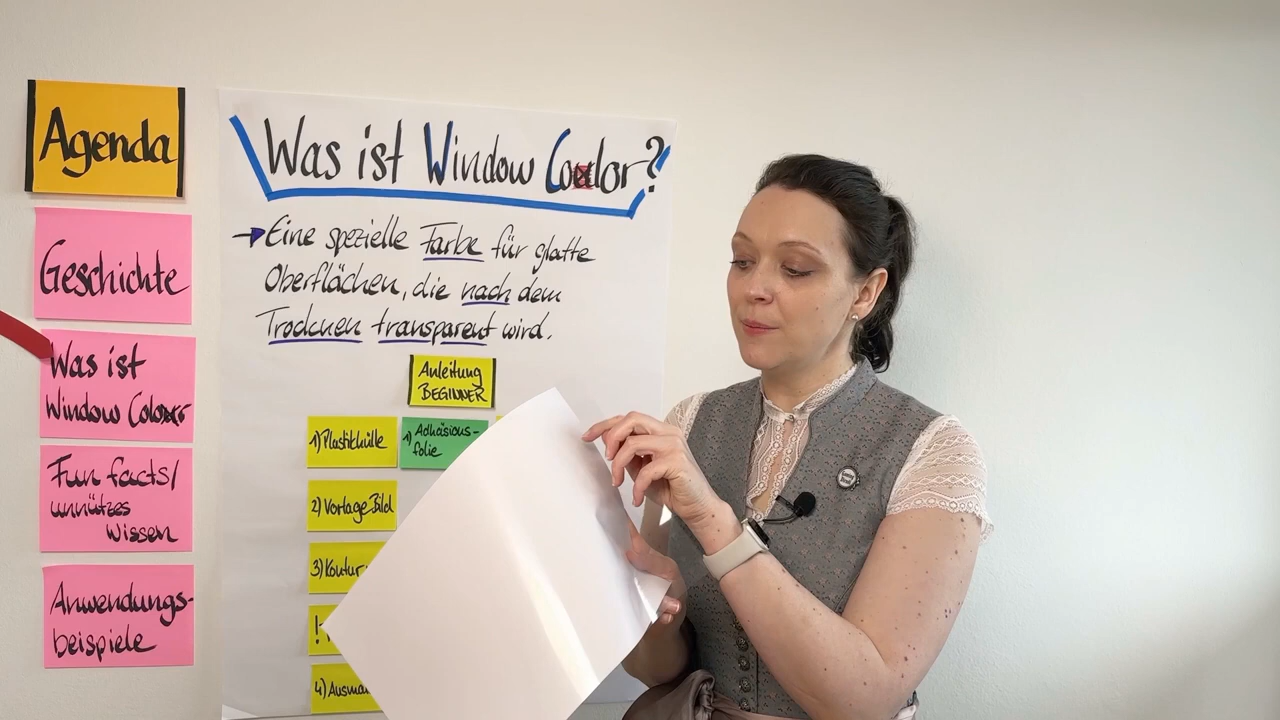 Agenda
Geschichte
Was ist
Window Color
Fun facts/
unnützes
Wissen
Anwendungs-
beispiele
Was ist Window Color?
Eine spezielle Farbe für glatte
Oberflächen, die nach dem
Trocknen transparent wird.
Anleitung
BEGINNER
1) Plastikhülle
2) Vorlage Bild
3) Kontur
!
4) Ausma
1) Adhäsions-
folie